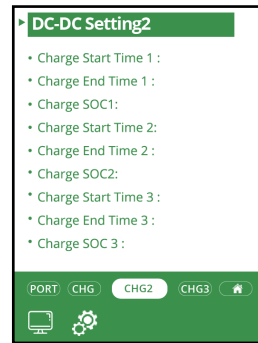 DC-DC Setting2
• Charge Start Time 1 :
• Charge End Time 1 :
• Charge SOC1:
• Charge Start Time 2:
• Charge End Time 2 :
• Charge SOC2:
• Charge Start Time 3 :
• Charge End Time 3 :
• Charge SOC 3 :
PORT CHG CHG2 CHG3